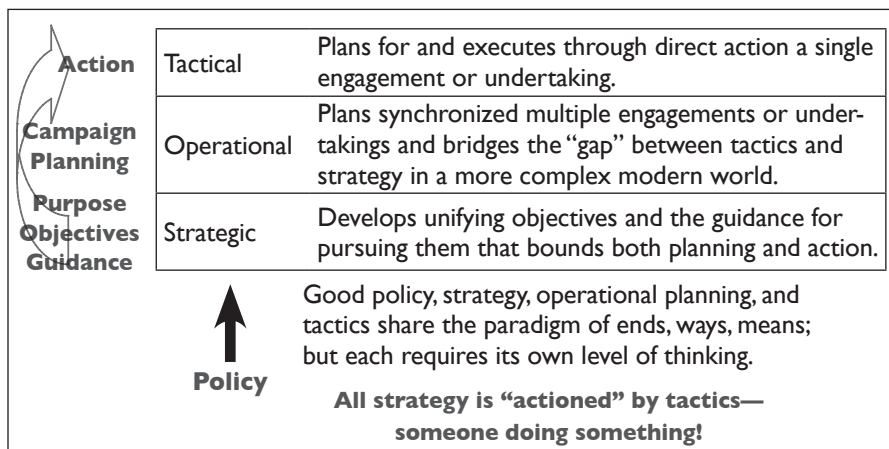 Action
Tactical
Plans for and executes through direct action a single
engagement or undertaking.
Campaign
Planning
Operational
Plans synchronized multiple engagements or under-
takings and bridges the “gap” between tactics and
strategy in a more complex modern world.
Purpose
Objectives
Guidance
Strategic
Develops unifying objectives and the guidance for
pursuing them that bounds both planning and action.
Policy
Good policy, strategy, operational planning, and
tactics share the paradigm of ends, ways, means;
but each requires its own level of thinking.
All strategy is “actioned” by tactics—
someone doing something!